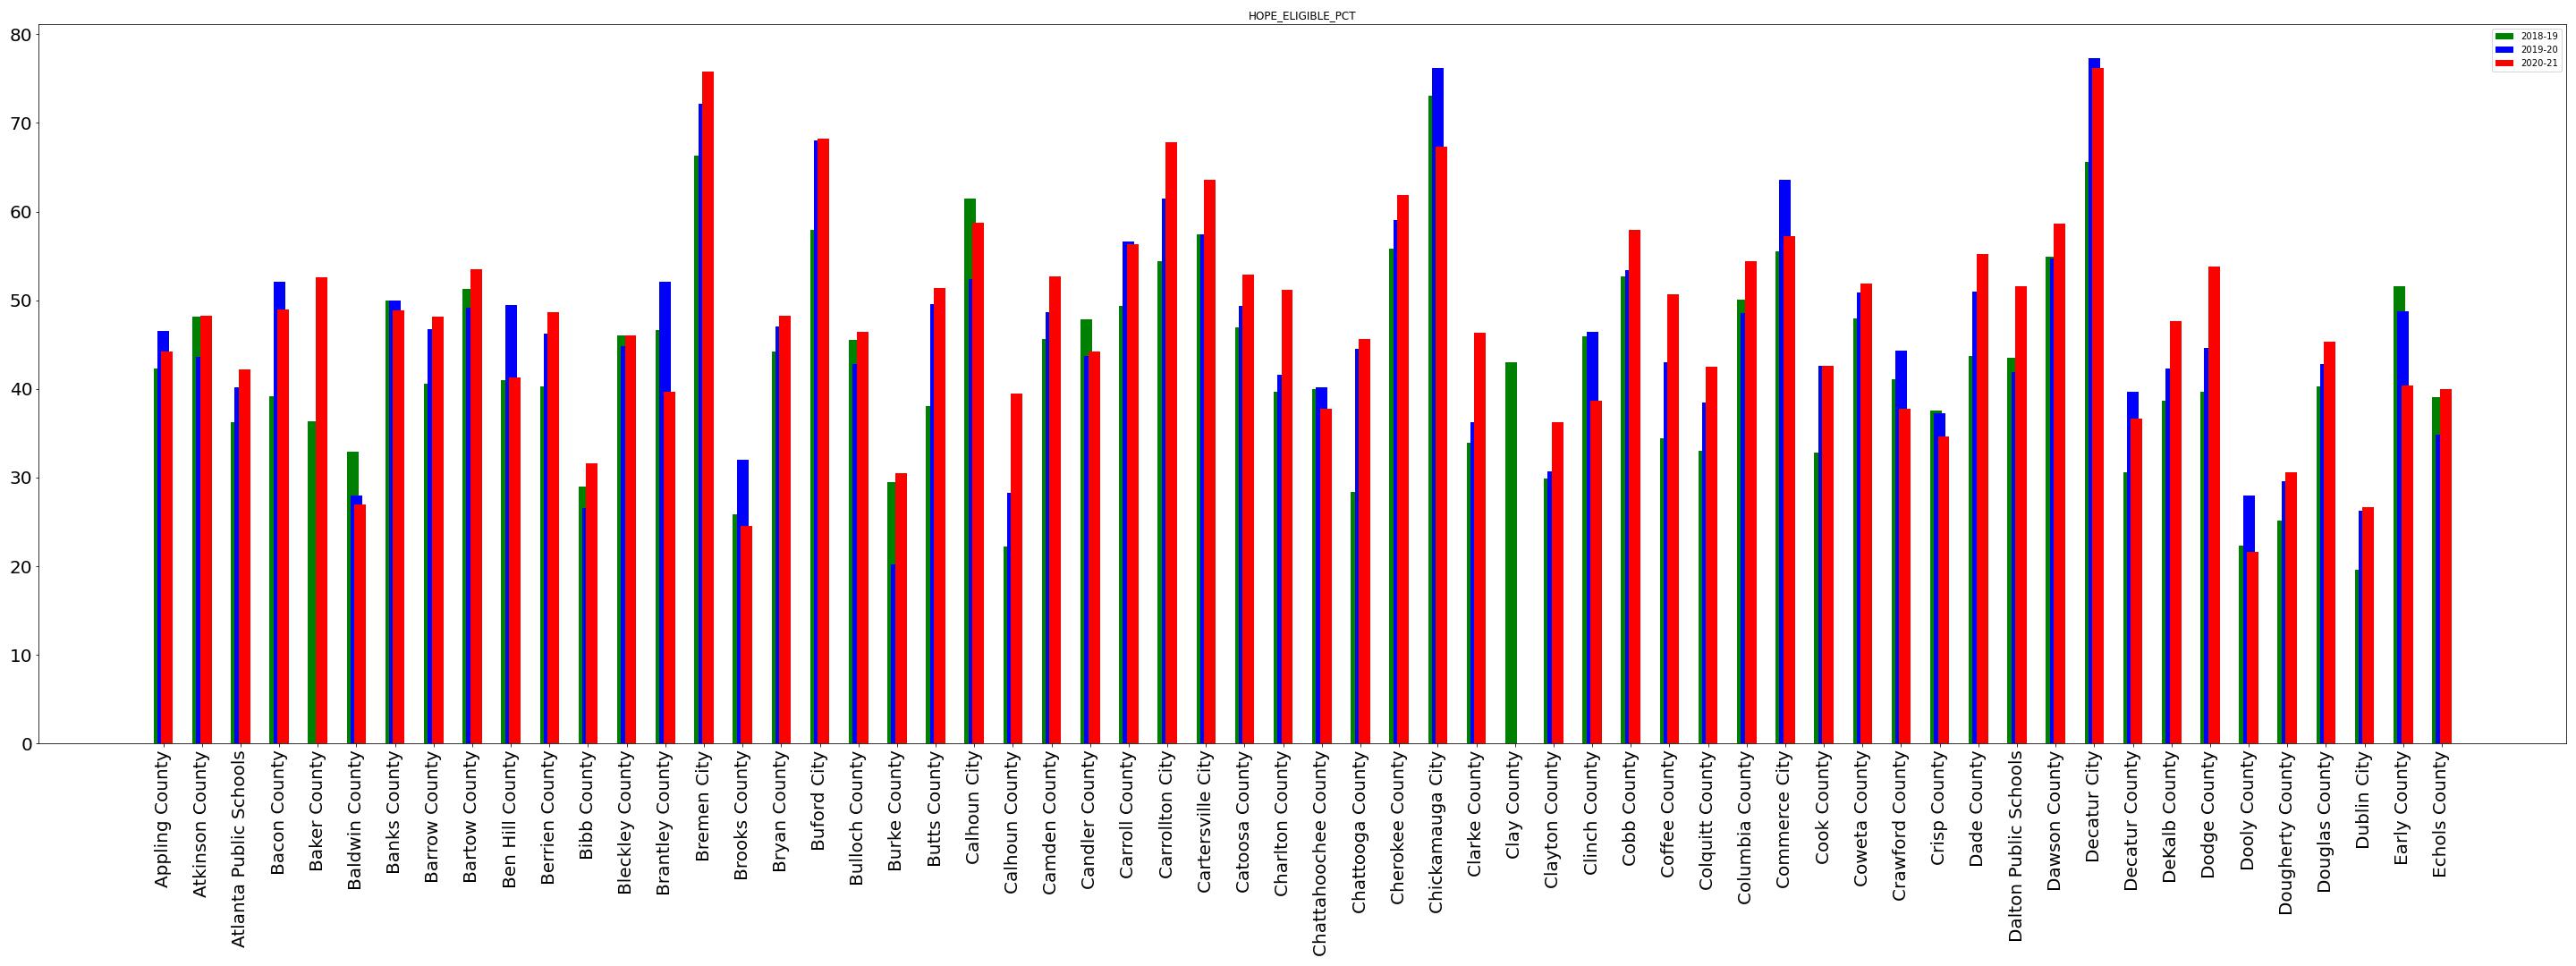 HOPE_ELIGIBLE_PCT
2018-19
2019-20
2020-21
80
70
60
50
40
30
20
10
0
Appling County
Atkinson County
Atlanta Public Schools
Bacon County
Baker County
Baldwin County
Banks County
Barrow County
Bartow County
Ben Hill County
Berrien County
Bibb County
Bleckley County
Brantley County
Bremen City
Brooks County
Bryan County
Buford City
Bulloch County
Burke County
Butts County
Calhoun City
Calhoun County
Camden County
Candler County
Carroll County
Carrollton City
Cartersville City
Catoosa County
Charlton County
Chattahoochee County
Chattooga County
Cherokee County
Chickamauga City
Clarke County
Clay County
Clayton County
Clinch County
Cobb County
Coffee County
Colquitt County
Columbia County
Commerce City
Cook County
Coweta County
Crawford County
Crisp County
Dade County
Dalton Public Schools
Dawson County
Decatur City
Decatur County
DeKalb County
Dodge County
Dooly County
Dougherty County
Douglas County
Dublin City
Early County
Echols County